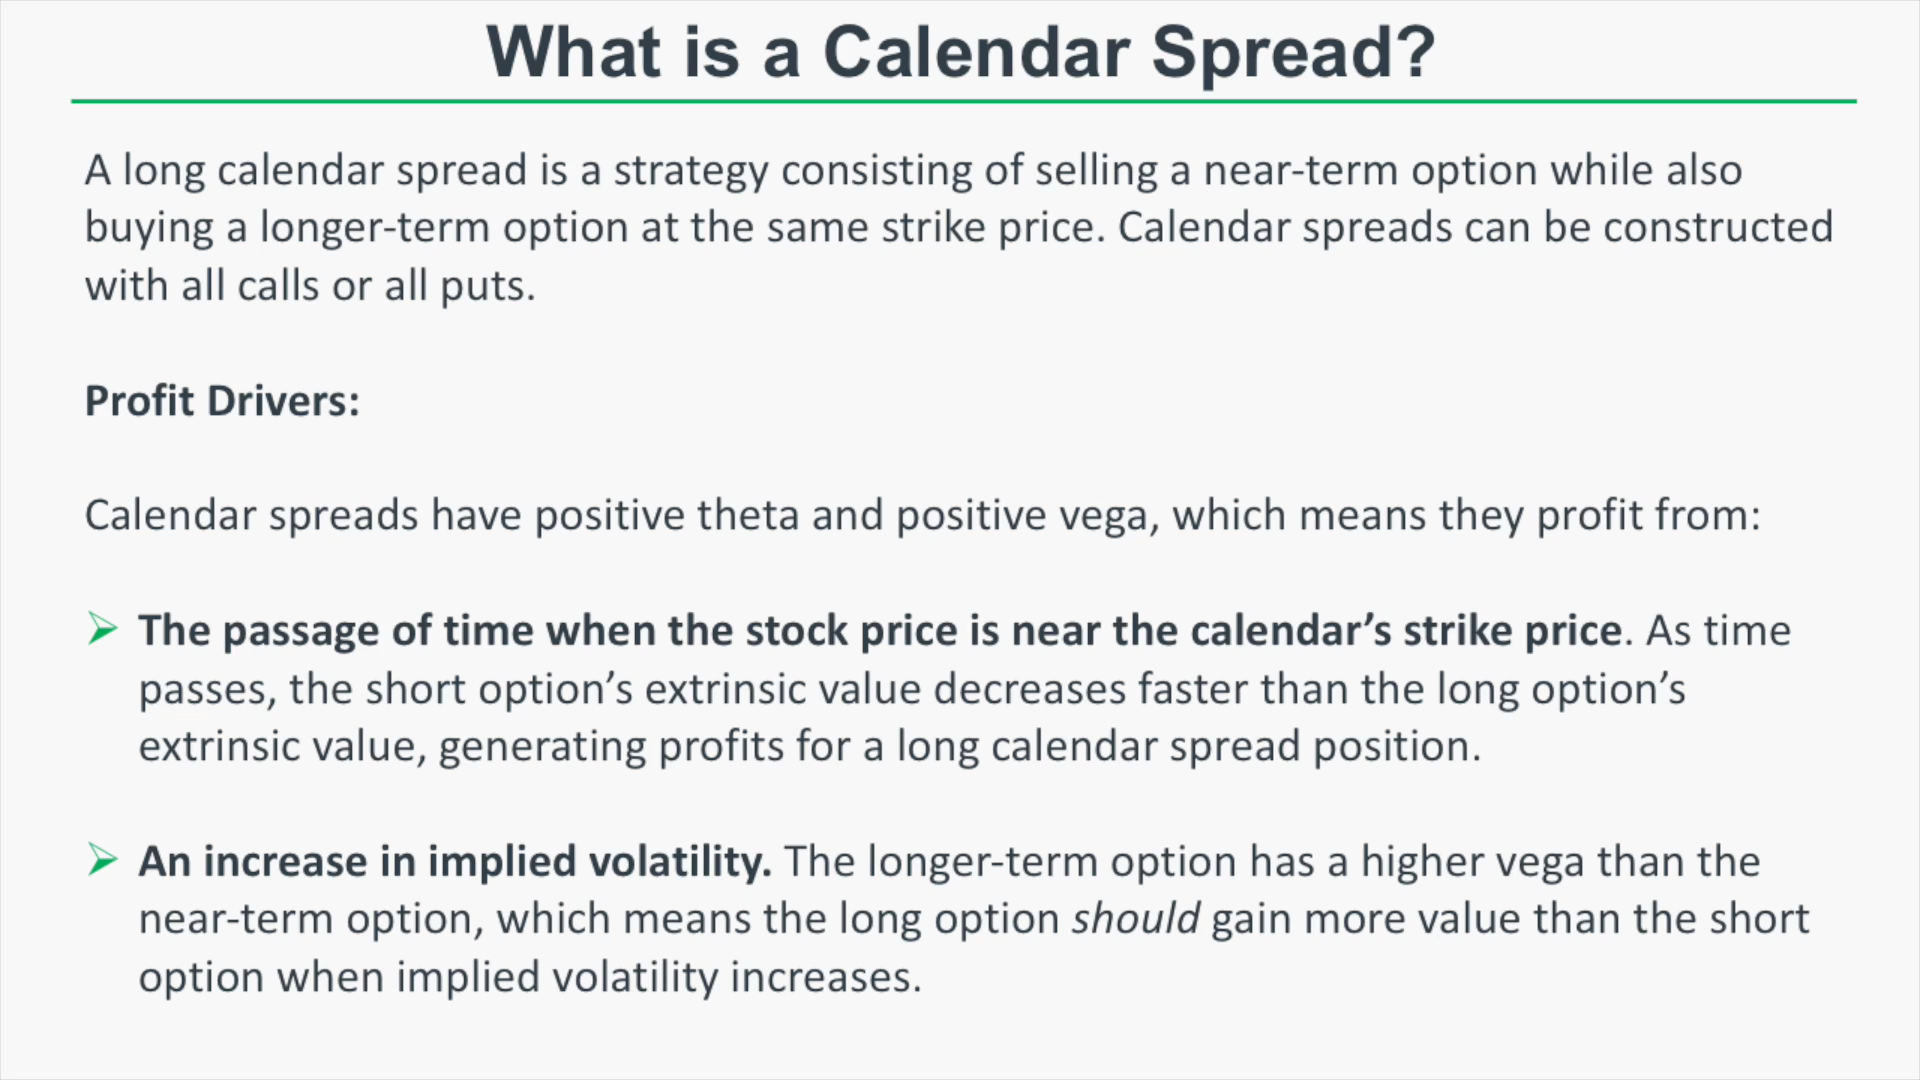 What is a Calendar Spread?
A long calendar spread is a strategy consisting of selling a near-term option while also
buying a longer-term option at the same strike price. Calendar spreads can be constructed
with all calls or all puts.
Profit Drivers:
Calendar spreads have positive theta and positive vega, which means they profit from:
The passage of time when the stock price is near the calendar’s strike price. As time
passes, the short option’s extrinsic value decreases faster than the long option’s
extrinsic value, generating profits for a long calendar spread position.
An increase in implied volatility. The longer-term option has a higher vega than the
near-term option, which means the long option should gain more value than the short
option when implied volatility increases.